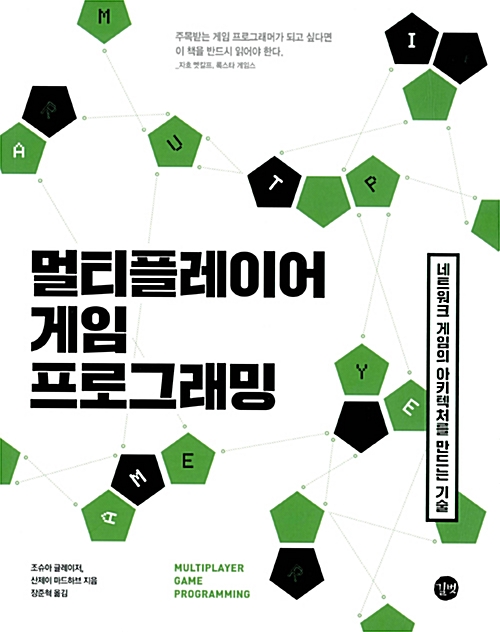 주목받는 게임 프로그래머가 되고 싶다면
이 책을 반드시 읽어야 한다.
_지호 펫칼프, 록스타 게임스
M
I
R
A
U
T
P
멀티플레이어
게임
프로그래밍
네트워크 게임의 아키텍처를 만드는 기술
Y
E
E
M
A
R
조슈아 글레이저,
산제이 마드하브 지음
장준혁 옮김
MULTIPLAYER
GAME
PROGRAMMING
길벗